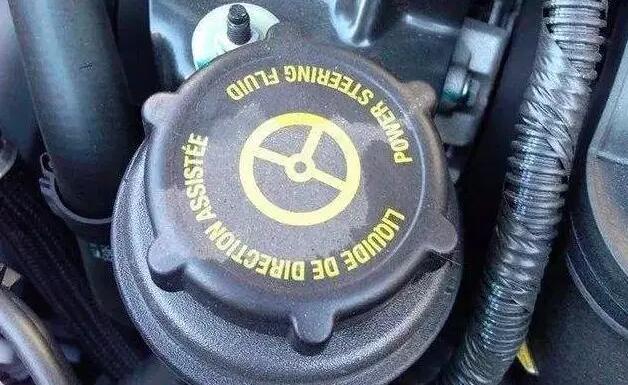 POWER STEERING FLUID
LIQUIDE DE DIRECTION ASSISTÉE